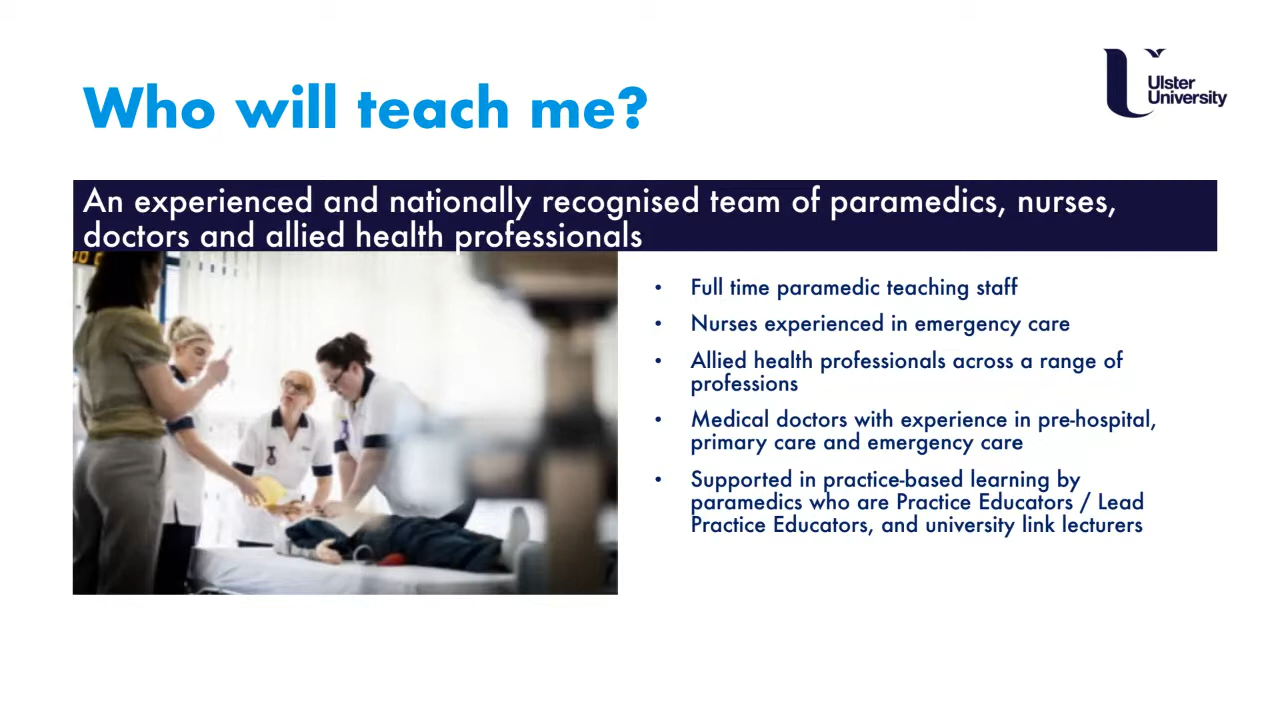 Who will teach me?
Ulster
University
An experienced and nationally recognised team of paramedics, nurses,
doctors and allied health professionals
• Full time paramedic teaching staff
• Nurses experienced in emergency care
• Allied health professionals across a range of
professions
• Medical doctors with experience in pre-hospital,
primary care and emergency care
• Supported in practice-based learning by
paramedics who are Practice Educators / Lead
Practice Educators, and university link lecturers